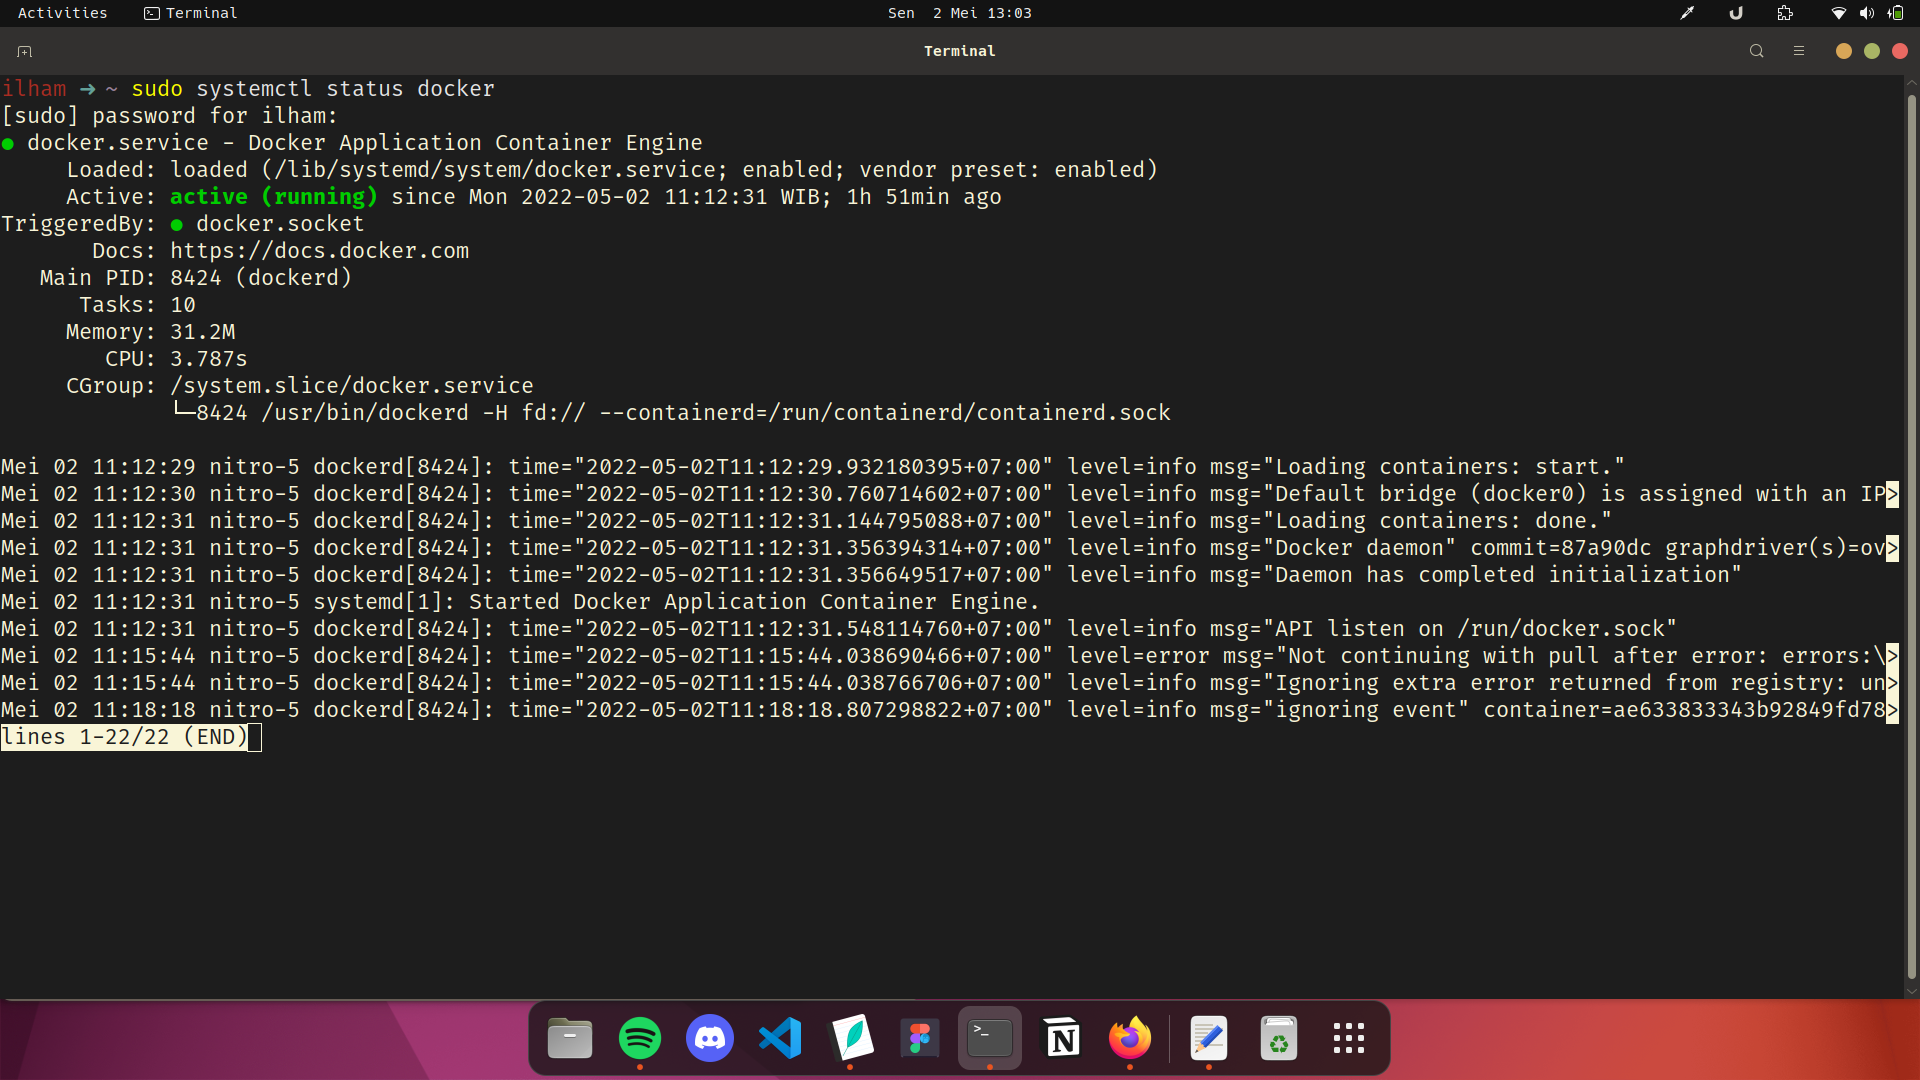 Activities Terminal Sen 2 Mei 13:03
Terminal
ilham ➜ ~ sudo systemctl status docker
[sudo] password for ilham:
● docker.service - Docker Application Container Engine
Loaded: loaded (/lib/systemd/system/docker.service; enabled; vendor preset: enabled)
Active: active (running) since Mon 2022-05-02 11:12:31 WIB; 1h 51min ago
TriggeredBy: ● docker.socket
Docs: https://docs.docker.com
Main PID: 8424 (dockerd)
Tasks: 10
Memory: 31.2M
CPU: 3.787s
CGroup: /system.slice/docker.service
└─8424 /usr/bin/dockerd -H fd:// --containerd=/run/containerd/containerd.sock
Mei 02 11:12:29 nitro-5 dockerd[8424]: time="2022-05-02T11:12:29.932180395+07:00" level=info msg="Loading containers: start."
Mei 02 11:12:30 nitro-5 dockerd[8424]: time="2022-05-02T11:12:30.760714602+07:00" level=info msg="Default bridge (docker0) is assigned with an IP>
Mei 02 11:12:31 nitro-5 dockerd[8424]: time="2022-05-02T11:12:31.144795088+07:00" level=info msg="Loading containers: done."
Mei 02 11:12:31 nitro-5 dockerd[8424]: time="2022-05-02T11:12:31.356394314+07:00" level=info msg="Docker daemon" commit=87a90dc graphdriver(s)=ov>
Mei 02 11:12:31 nitro-5 dockerd[8424]: time="2022-05-02T11:12:31.356649517+07:00" level=info msg="Daemon has completed initialization"
Mei 02 11:12:31 nitro-5 systemd[1]: Started Docker Application Container Engine.
Mei 02 11:12:31 nitro-5 dockerd[8424]: time="2022-05-02T11:12:31.548114760+07:00" level=info msg="API listen on /run/docker.sock"
Mei 02 11:15:44 nitro-5 dockerd[8424]: time="2022-05-02T11:15:44.038690466+07:00" level=error msg="Not continuing with pull after error: errors:\>
Mei 02 11:15:44 nitro-5 dockerd[8424]: time="2022-05-02T11:15:44.038766706+07:00" level=info msg="Ignoring extra error returned from registry: un>
Mei 02 11:18:18 nitro-5 dockerd[8424]: time="2022-05-02T11:18:18.807298822+07:00" level=info msg="ignoring event" container=ae633833343b92849fd78>
lines 1-22/22 (END)